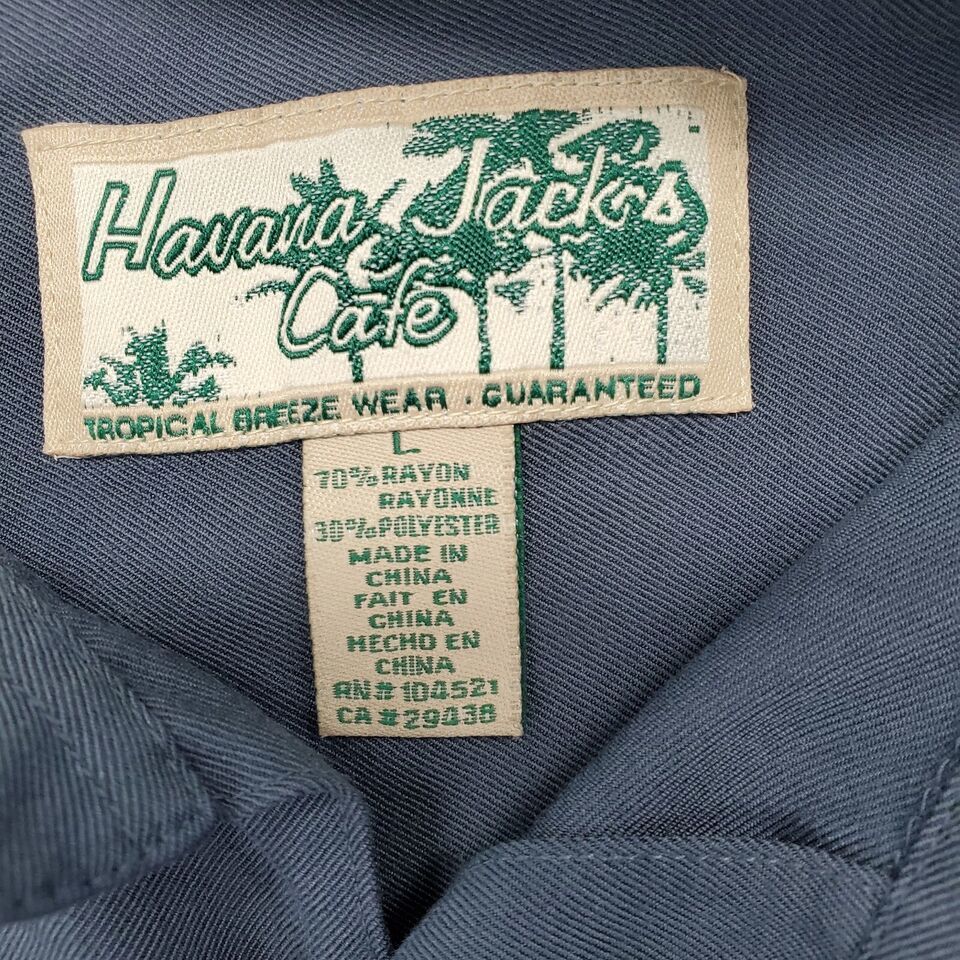 Havana Jack's
Cafe
TROPICAL BREEZE WEAR · GUARANTEED
L
70% RAYON
RAYONNE
30% POLYESTER
MADE IN
CHINA
FAIT EN
CHINA
HECHO EN
CHINA
RN# 104521
CA # 29438